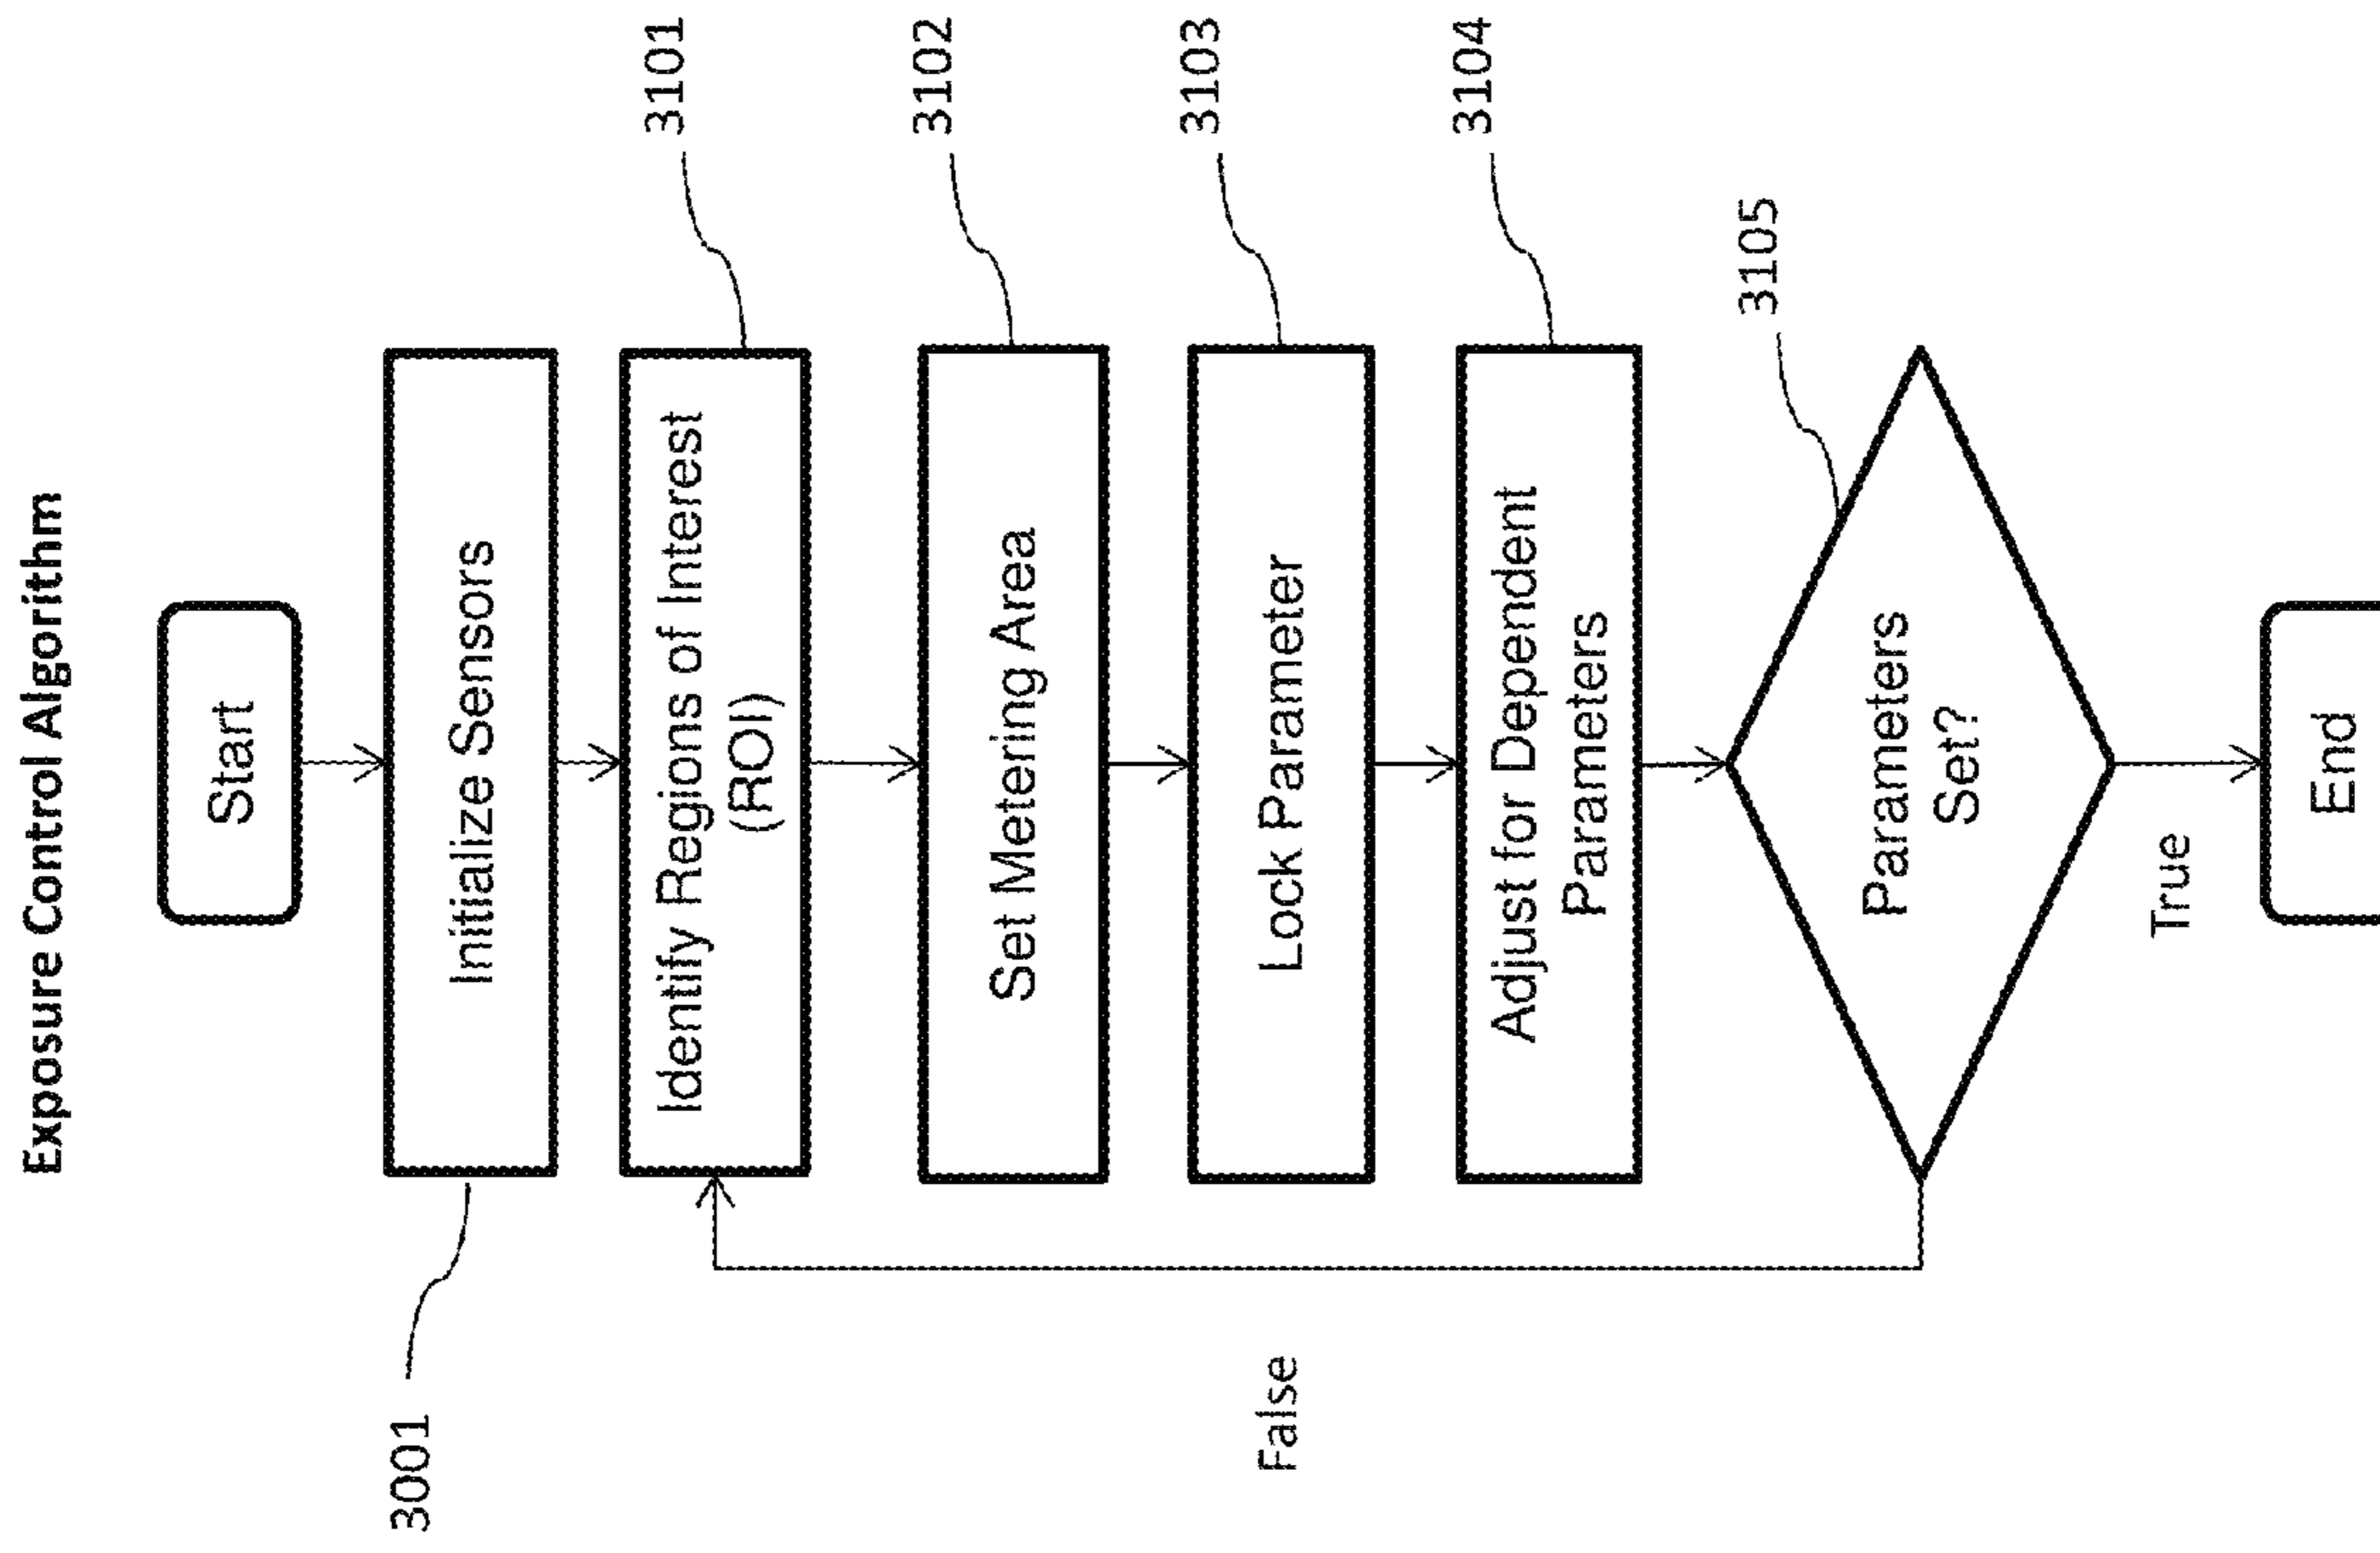 Exposure Control Algorithm
Start
Initialize Sensors
3001
Identify Regions of Interest
(ROI)
3101
Set Metering Area
3102
Lock Parameter
3103
Adjust for Dependent
Parameters
3104
Parameters
Set?
3105
False
True
End